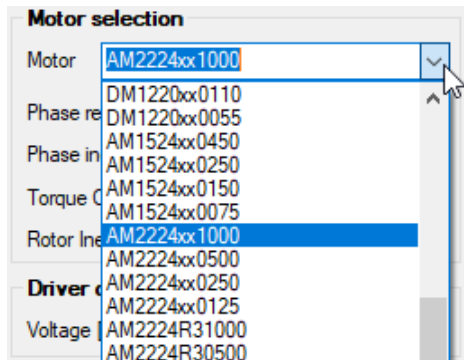 Motor selection
Motor AM2224xx1000
DM1220xx0110
Phase re DM1220xx0055
AM1524xx0450
Phase in AM1524xx0250
AM1524xx0150
Torque AM1524xx0075
Rotor Ine AM2224xx1000
AM2224xx0500
Driver AM2224xx0250
AM2224xx0125
Voltage [ AM2224R31000
AM2224R30500